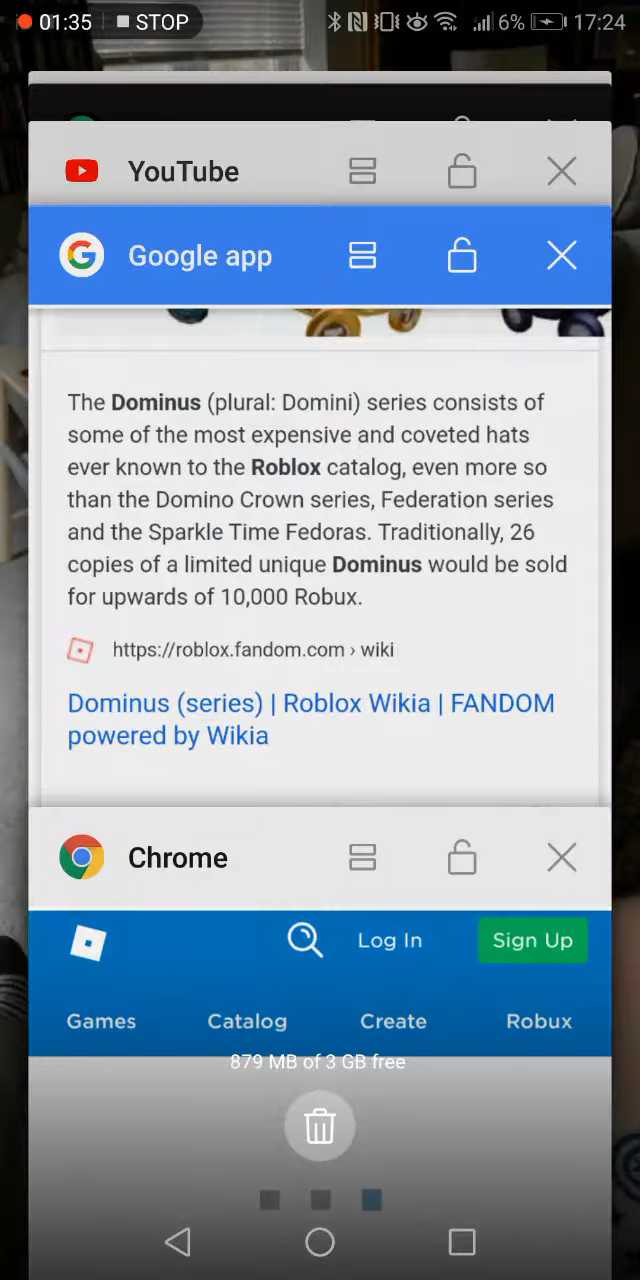 01:35 STOP 6% 17:24
YouTube
Google app
The Dominus (plural: Domini) series consists of
some of the most expensive and coveted hats
ever known to the Roblox catalog, even more so
than the Domino Crown series, Federation series
and the Sparkle Time Fedoras. Traditionally, 26
copies of a limited unique Dominus would be sold
for upwards of 10,000 Robux.
https://roblox.fandom.com › wiki
Dominus (series) | Roblox Wikia | FANDOM
powered by Wikia
Chrome
Log In Sign Up
Games Catalog Create Robux
879 MB of 3 GB free